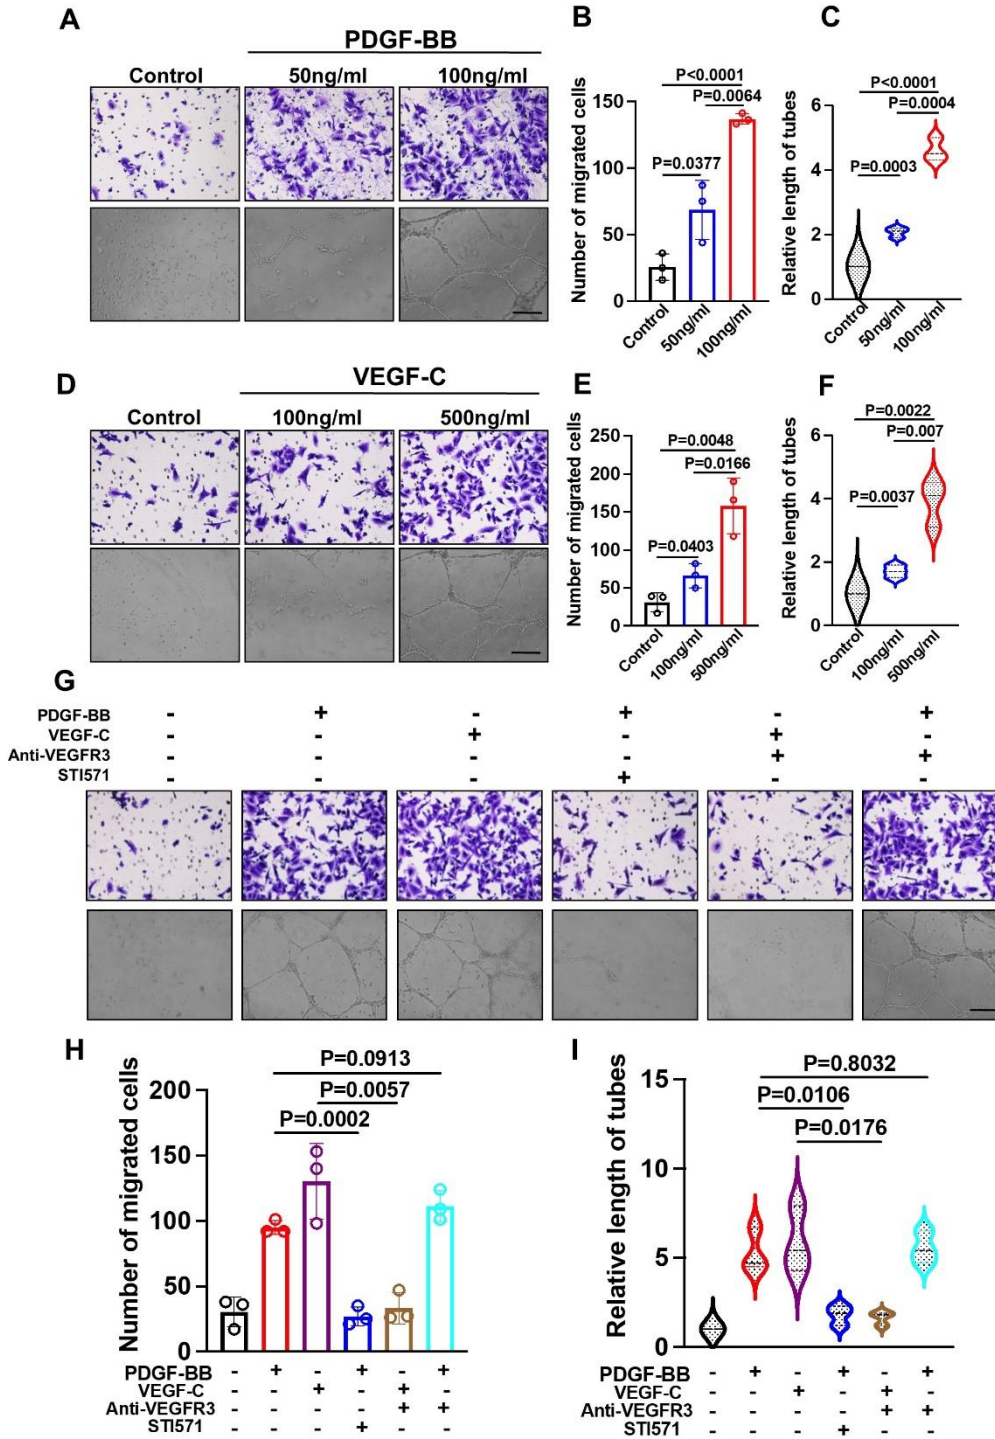 A
PDGF-BB
Control 50ng/ml 100ng/ml
B
Number of migrated cells
P<0.0001
P=0.0064
P=0.0377
150
100
50
0
Control 50ng/ml 100ng/ml
C
Relative length of tubes
P<0.0001
P=0.0004
P=0.0003
6
4
2
0
Control 50ng/ml 100ng/ml
D
VEGF-C
Control 100ng/ml 500ng/ml
E
Number of migrated cells
P=0.0048
P=0.0166
P=0.0403
250
200
150
100
50
0
Control 100ng/ml 500ng/ml
F
Relative length of tubes
P=0.0022
P=0.007
P=0.0037
6
4
2
0
Control 100ng/ml 500ng/ml
G
PDGF-BB - + - + - +
VEGF-C - - + - + -
Anti-VEGFR3 - - - - + +
STI571 - - - + - -
H
Number of migrated cells
P=0.0913
P=0.0057
P=0.0002
200
150
100
50
0
PDGF-BB - + - + - +
VEGF-C - - + - + -
Anti-VEGFR3 - - - - + +
STI571 - - - + - -
I
Relative length of tubes
P=0.8032
P=0.0106
P=0.0176
15
10
5
0
PDGF-BB - + - + - +
VEGF-C - - + - + -
Anti-VEGFR3 - - - - + +
STI571 - - - + - -